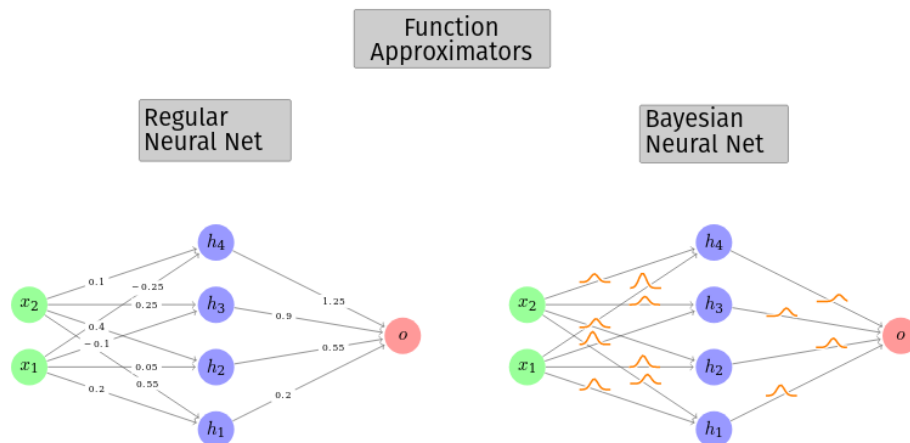 Function
Approximators
Regular
Neural Net
Bayesian
Neural Net
h₄
0.1
−0.25
x₂
0.25
h₃
1.25
0.9
0.4
o
−0.1
0.55
x₁
0.05
h₂
0.55
0.2
0.2
h₁
h₄
x₂
h₃
o
x₁
h₂
h₁